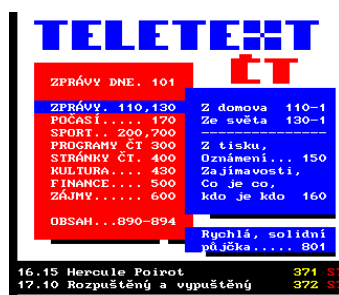 TELETEXT
ČT
ZPRÁVY DNE. 101
ZPRÁVY. 110,130
POČASÍ..... 170
SPORT.. 200,700
PROGRAMY ČT 300
STRÁNKY ČT. 400
KULTURA.... 430
FINANCE.... 500
ZÁJMY...... 600
OBSAH...890-894
Z domova 110-1
Ze světa 130-1
---------------
Z tisku,
Oznámení... 150
Zajímavosti,
Co je co,
kdo je kdo 160
Rychlá, solidní
půjčka..... 801
16.15 Hercule Poirot 371
17.10 Rozpuštěný a vypuštěný 372